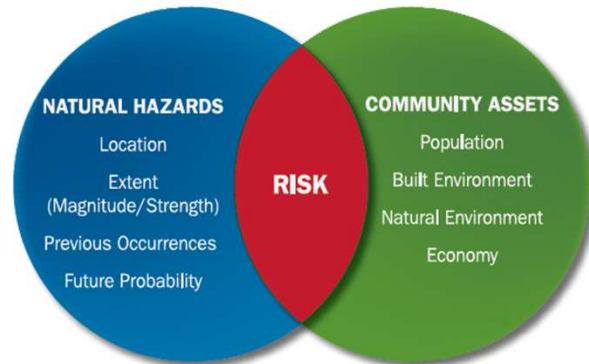 NATURAL HAZARDS
Location
Extent
(Magnitude/Strength)
Previous Occurrences
Future Probability
RISK
COMMUNITY ASSETS
Population
Built Environment
Natural Environment
Economy